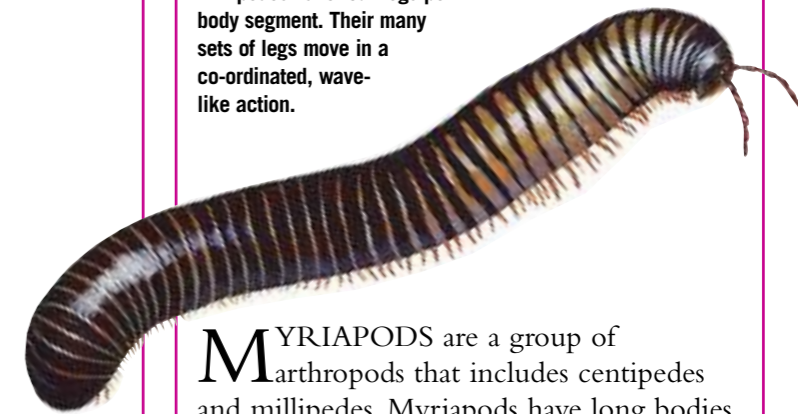 body segment. Their many
sets of legs move in a
co-ordinated, wave-
like action.
MYRIAPODS are a group of
arthropods that includes centipedes
and millipedes. Myriapods have long bodies